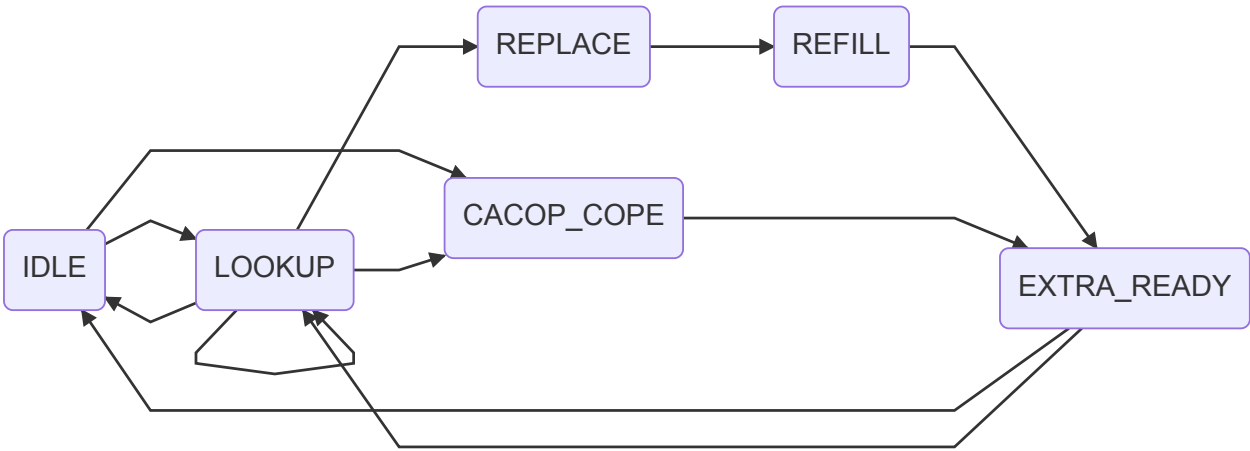 REPLACE
REFILL
CACOP_COPE
IDLE
LOOKUP
EXTRA_READY